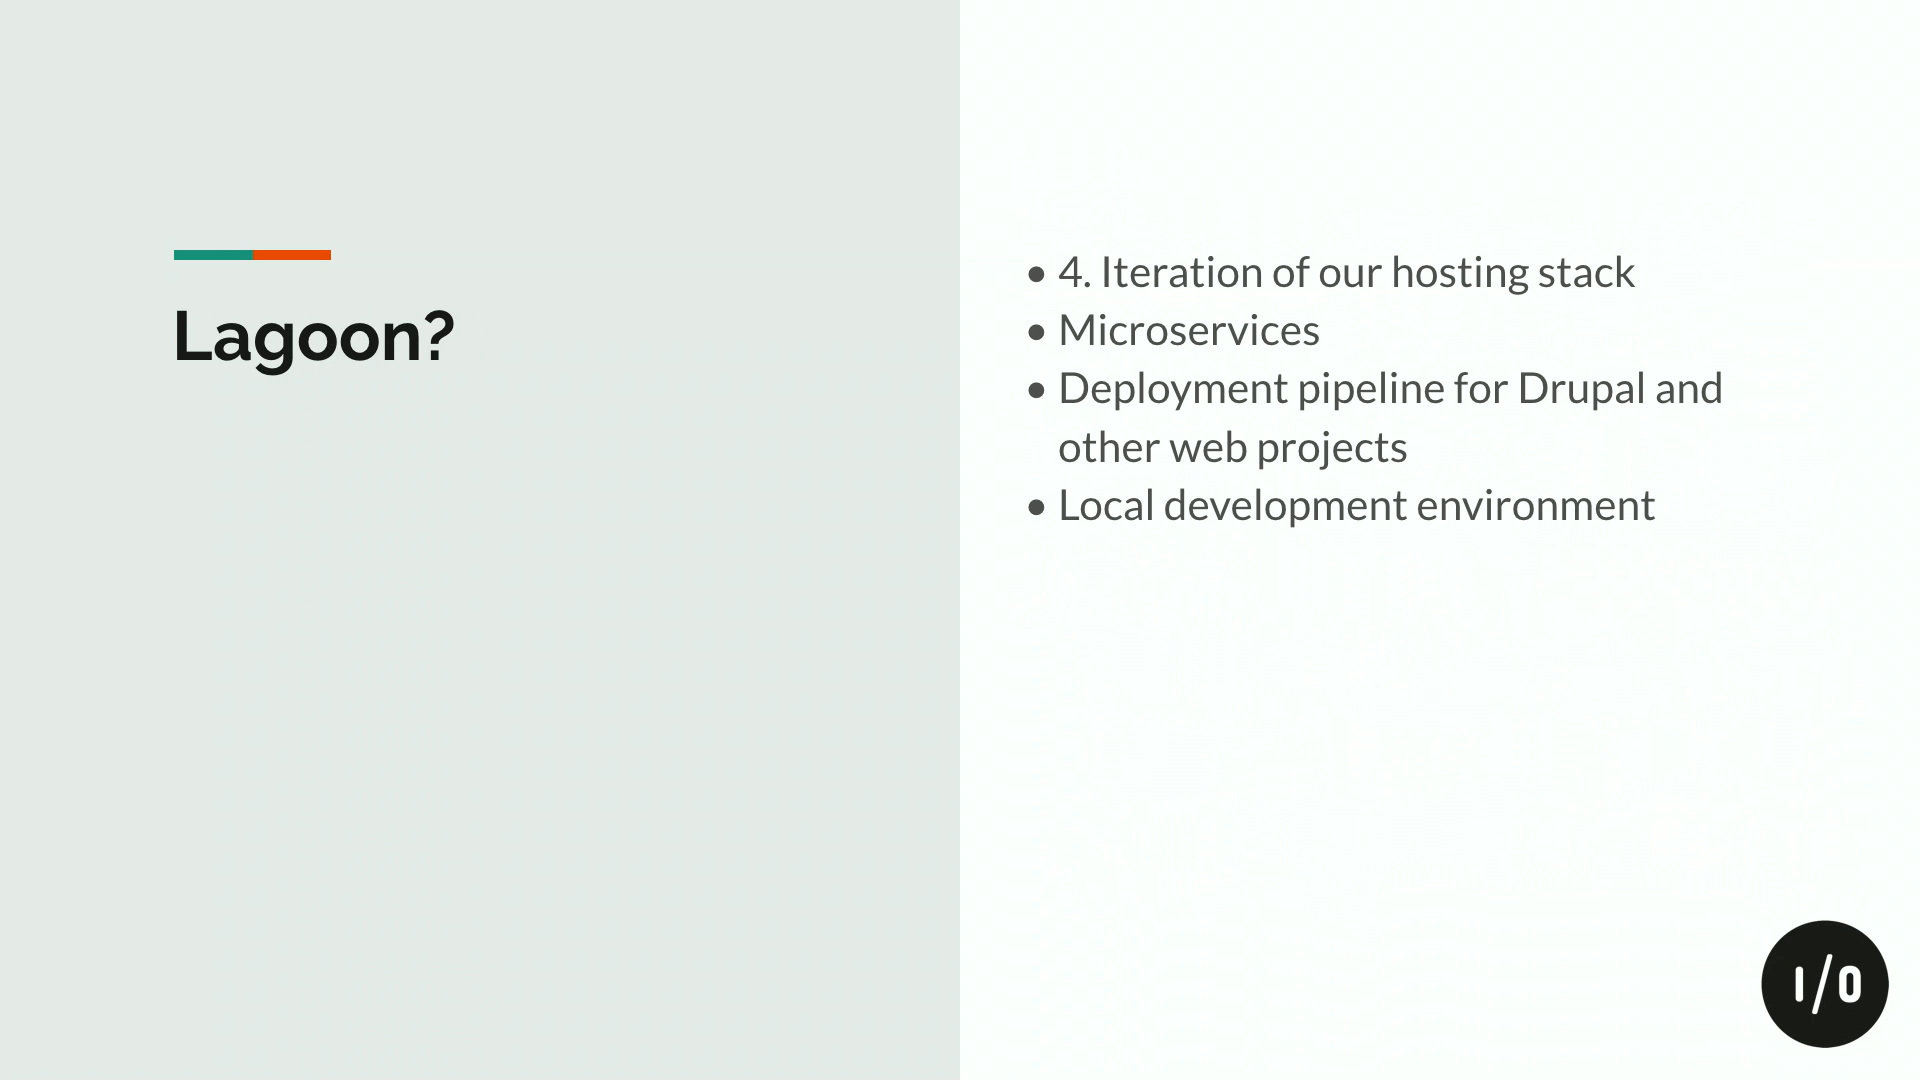 Lagoon?
● 4. Iteration of our hosting stack
● Microservices
● Deployment pipeline for Drupal and
other web projects
● Local development environment
I/O